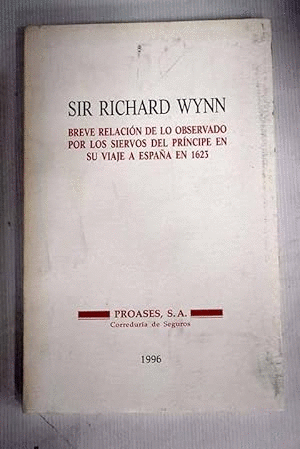 SIR RICHARD WYNN
BREVE RELACIÓN DE LO OBSERVADO
POR LOS SIERVOS DEL PRÍNCIPE EN
SU VIAJE A ESPAÑA EN 1623
PROASES, S.A.
Correduría de Seguros
1996